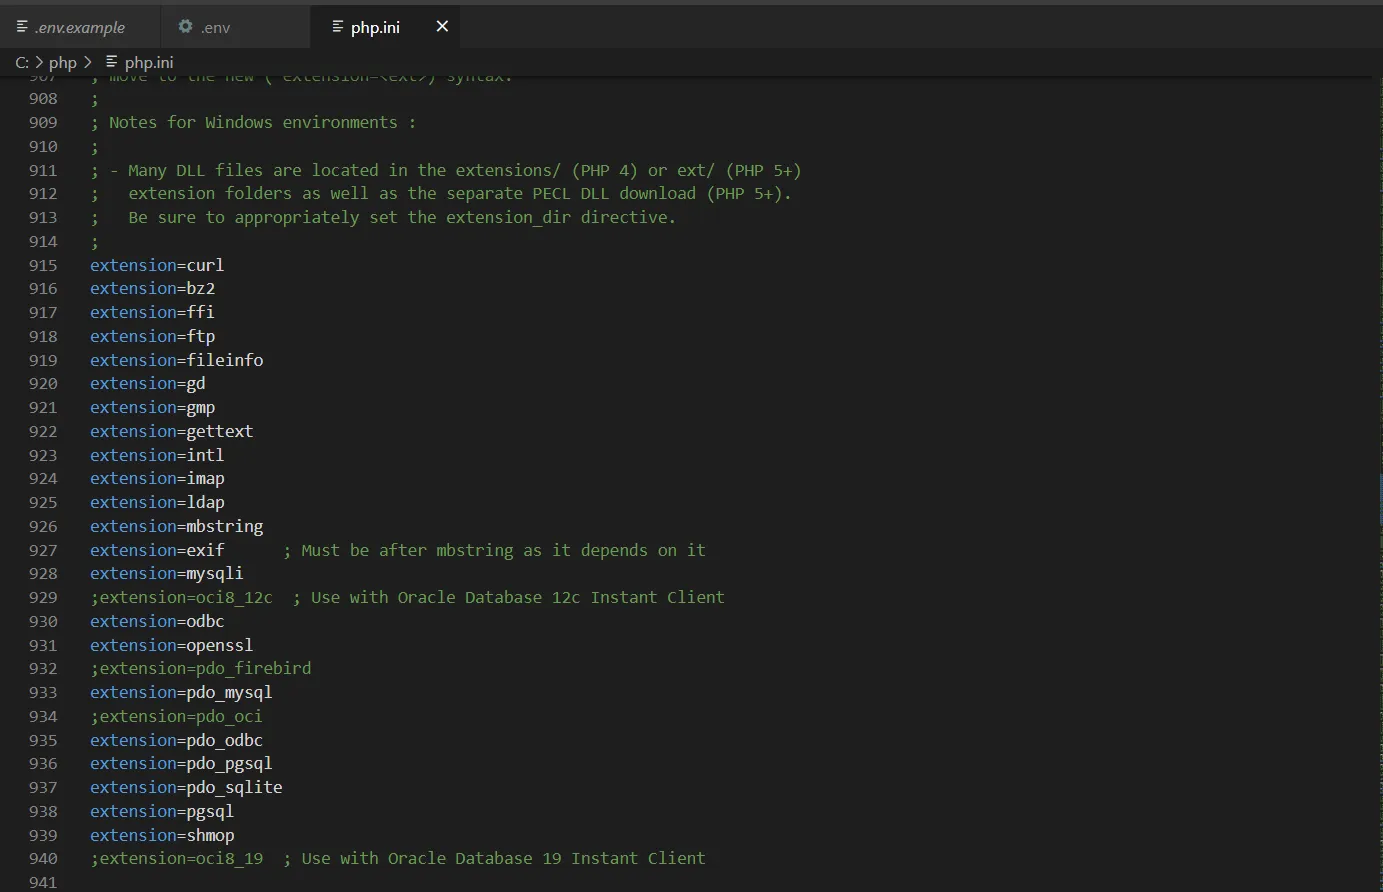 .env.example
.env
php.ini
C: > php > php.ini
907 ; move to the new ('extension=<ext>) syntax.
908 ;
909 ; Notes for Windows environments :
910 ;
911 ; - Many DLL files are located in the extensions/ (PHP 4) or ext/ (PHP 5+)
912 ;   extension folders as well as the separate PECL DLL download (PHP 5+).
913 ;   Be sure to appropriately set the extension_dir directive.
914 ;
915 extension=curl
916 extension=bz2
917 extension=ffi
918 extension=ftp
919 extension=fileinfo
920 extension=gd
921 extension=gmp
922 extension=gettext
923 extension=intl
924 extension=imap
925 extension=ldap
926 extension=mbstring
927 extension=exif      ; Must be after mbstring as it depends on it
928 extension=mysqli
929 ;extension=oci8_12c  ; Use with Oracle Database 12c Instant Client
930 extension=odbc
931 extension=openssl
932 ;extension=pdo_firebird
933 extension=pdo_mysql
934 ;extension=pdo_oci
935 extension=pdo_odbc
936 extension=pdo_pgsql
937 extension=pdo_sqlite
938 extension=pgsql
939 extension=shmop
940 ;extension=oci8_19  ; Use with Oracle Database 19 Instant Client
941